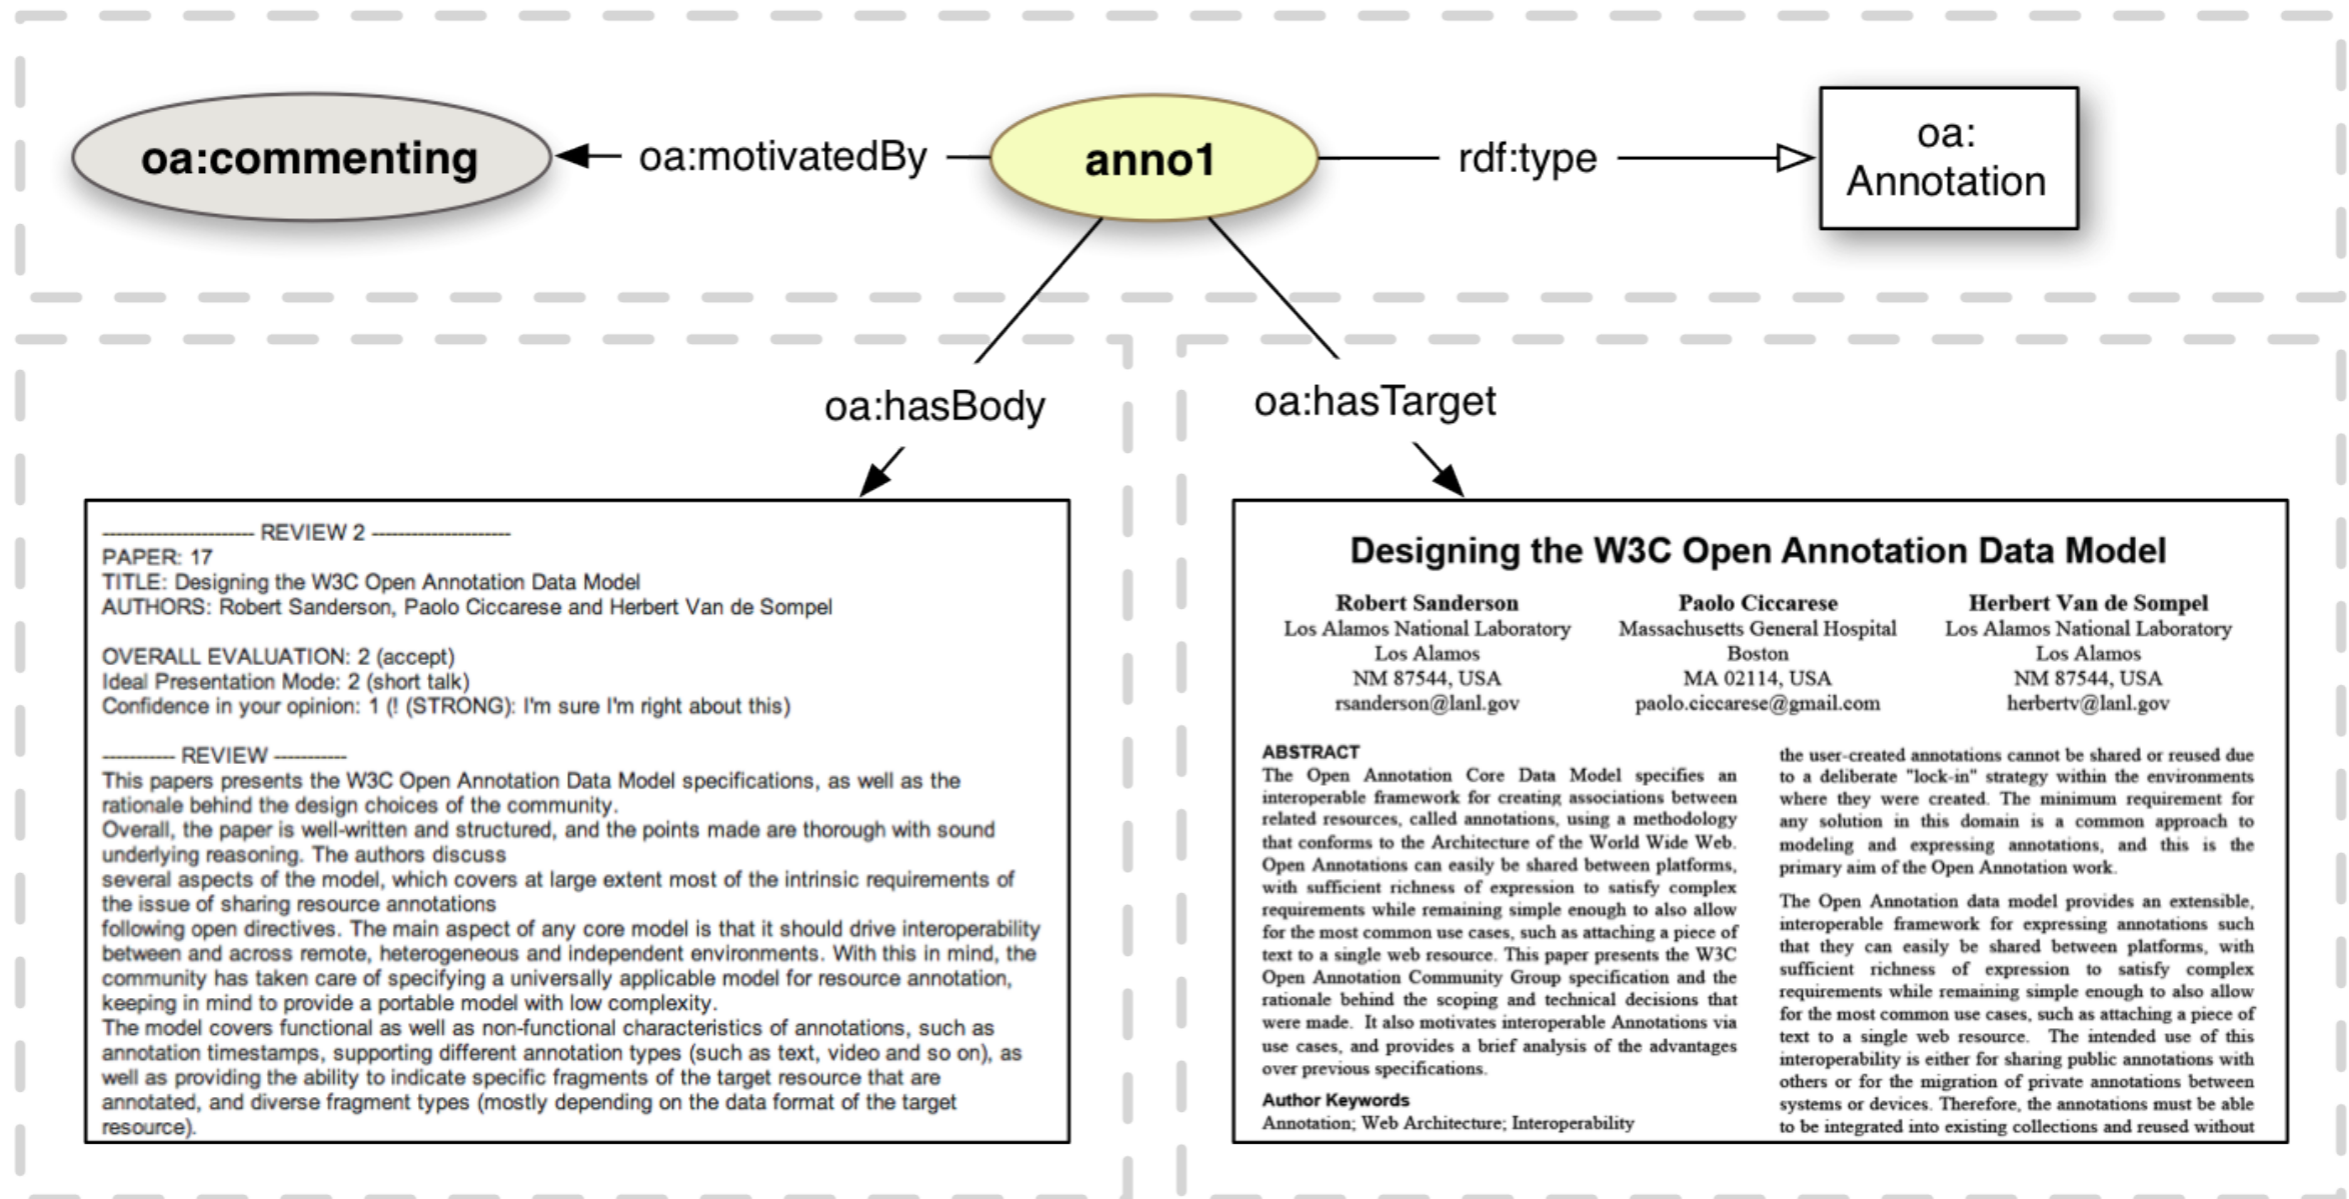 oa:commenting
oa:motivatedBy
anno1
rdf:type
oa:
Annotation
oa:hasBody
oa:hasTarget
----------------------- REVIEW 2 ---------------------
PAPER: 17
TITLE: Designing the W3C Open Annotation Data Model
AUTHORS: Robert Sanderson, Paolo Ciccarese and Herbert Van de Sompel
OVERALL EVALUATION: 2 (accept)
Ideal Presentation Mode: 2 (short talk)
Confidence in your opinion: 1 (! (STRONG): I'm sure I'm right about this)
----------- REVIEW -----------
This papers presents the W3C Open Annotation Data Model specifications, as well as the
rationale behind the design choices of the community.
Overall, the paper is well-written and structured, and the points made are thorough with sound
underlying reasoning. The authors discuss
several aspects of the model, which covers at large extent most of the intrinsic requirements of
the issue of sharing resource annotations
following open directives. The main aspect of any core model is that it should drive interoperability
between and across remote, heterogeneous and independent environments. With this in mind, the
community has taken care of specifying a universally applicable model for resource annotation,
keeping in mind to provide a portable model with low complexity.
The model covers functional as well as non-functional characteristics of annotations, such as
annotation timestamps, supporting different annotation types (such as text, video and so on), as
well as providing the ability to indicate specific fragments of the target resource that are
annotated, and diverse fragment types (mostly depending on the data format of the target
resource).
Designing the W3C Open Annotation Data Model
Robert Sanderson
Los Alamos National Laboratory
Los Alamos
NM 87544, USA
rsanderson@lanl.gov
Paolo Ciccarese
Massachusetts General Hospital
Boston
MA 02114, USA
paolo.ciccarese@gmail.com
Herbert Van de Sompel
Los Alamos National Laboratory
Los Alamos
NM 87544, USA
herbertv@lanl.gov
ABSTRACT
The Open Annotation Core Data Model specifies an
interoperable framework for creating associations between
related resources, called annotations, using a methodology
that conforms to the Architecture of the World Wide Web.
Open Annotations can easily be shared between platforms,
with sufficient richness of expression to satisfy complex
requirements while remaining simple enough to also allow
for the most common use cases, such as attaching a piece of
text to a single web resource. This paper presents the W3C
Open Annotation Community Group specification and the
rationale behind the scoping and technical decisions that
were made. It also motivates interoperable Annotations via
use cases, and provides a brief analysis of the advantages
over previous specifications.
Author Keywords
Annotation; Web Architecture; Interoperability
the user-created annotations cannot be shared or reused due
to a deliberate "lock-in" strategy within the environments
where they were created. The minimum requirement for
any solution in this domain is a common approach to
modeling and expressing annotations, and this is the
primary aim of the Open Annotation work.
The Open Annotation data model provides an extensible,
interoperable framework for expressing annotations such
that they can easily be shared between platforms, with
sufficient richness of expression to satisfy complex
requirements while remaining simple enough to also allow
for the most common use cases, such as attaching a piece of
text to a single web resource. The intended use of this
interoperability is either for sharing public annotations with
others or for the migration of private annotations between
systems or devices. Therefore, the annotations must be able
to be integrated into existing collections and reused without